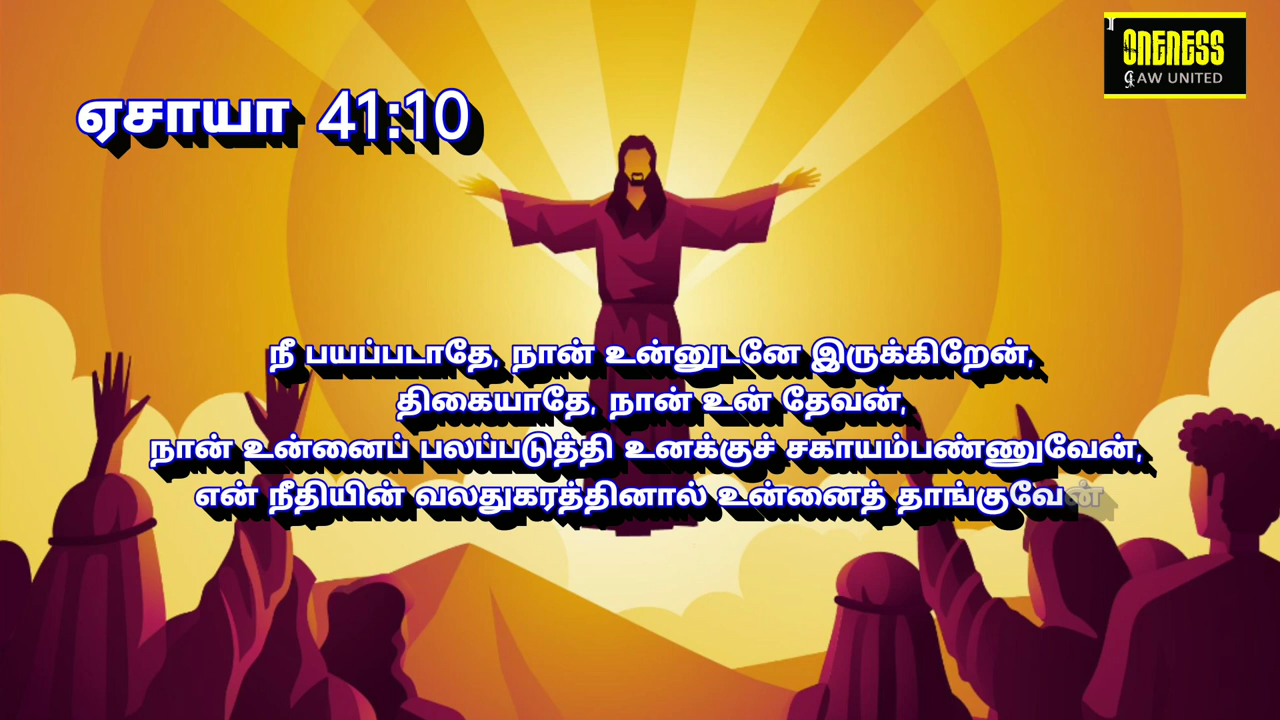 ஏசாயா 41:10
ONENESS
LAW UNITED
நீ பயப்படாதே, நான் உன்னுடனே இருக்கிறேன்,
திகையாதே, நான் உன் தேவன்,
நான் உன்னைப் பலப்படுத்தி உனக்குச் சகாயம்பண்ணுவேன்,
என் நீதியின் வலதுகரத்தினால் உன்னைத் தாங்குவேன்